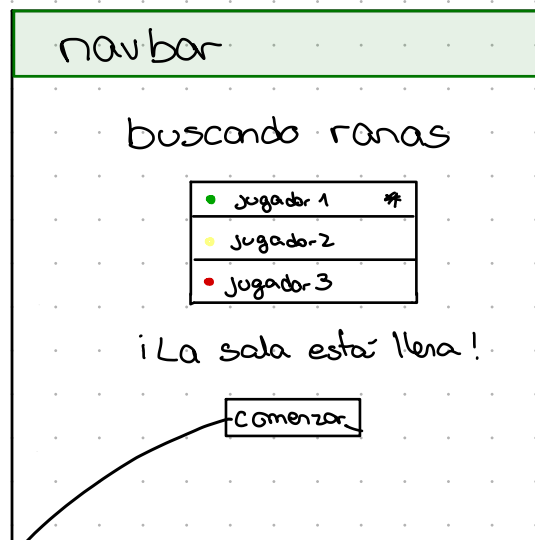 navbar
buscando ranas
jugador 1 *
jugador 2
jugador 3
¡La sala está llena!
comenzar